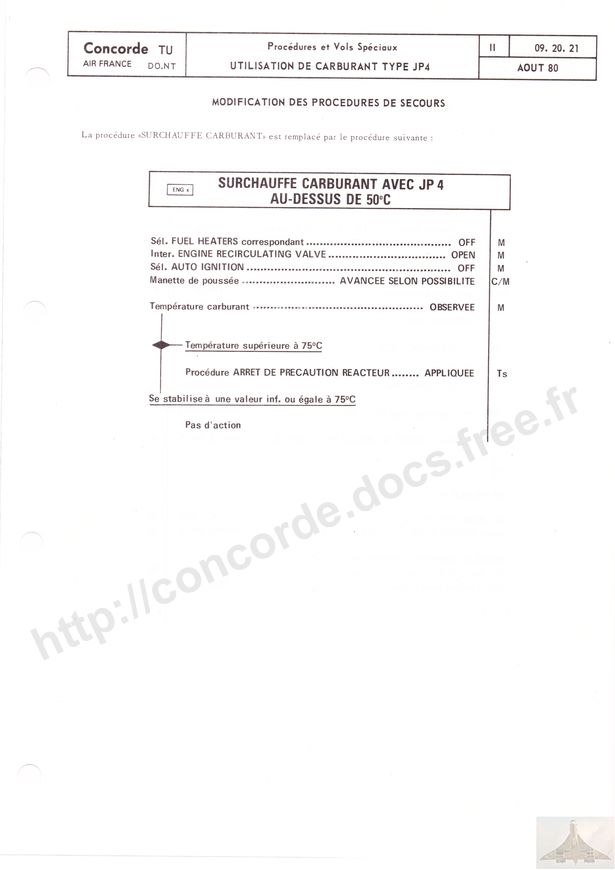 Concorde TU
AIR FRANCE DO.NT
Procédures et Vols Spéciaux
UTILISATION DE CARBURANT TYPE JP4
II
09. 20. 21
AOUT 80
MODIFICATION DES PROCEDURES DE SECOURS
La procédure «SURCHAUFFE CARBURANT» est remplacé par le procédure suivante :
ENG x
SURCHAUFFE CARBURANT AVEC JP 4
AU-DESSUS DE 50°C
Sél. FUEL HEATERS correspondant ........................................... OFF M
Inter. ENGINE RECIRCULATING VALVE ................................... OPEN M
Sél. AUTO IGNITION ............................................................. OFF M
Manette de poussée ............................ AVANCEE SELON POSSIBILITE C/M
Température carburant .................................................... OBSERVEE M
Température supérieure à 75°C
Procédure ARRET DE PRECAUTION REACTEUR ........ APPLIQUEE Ts
Se stabilise à une valeur inf. ou égale à 75°C
Pas d'action
http://concorde.docs.free.fr